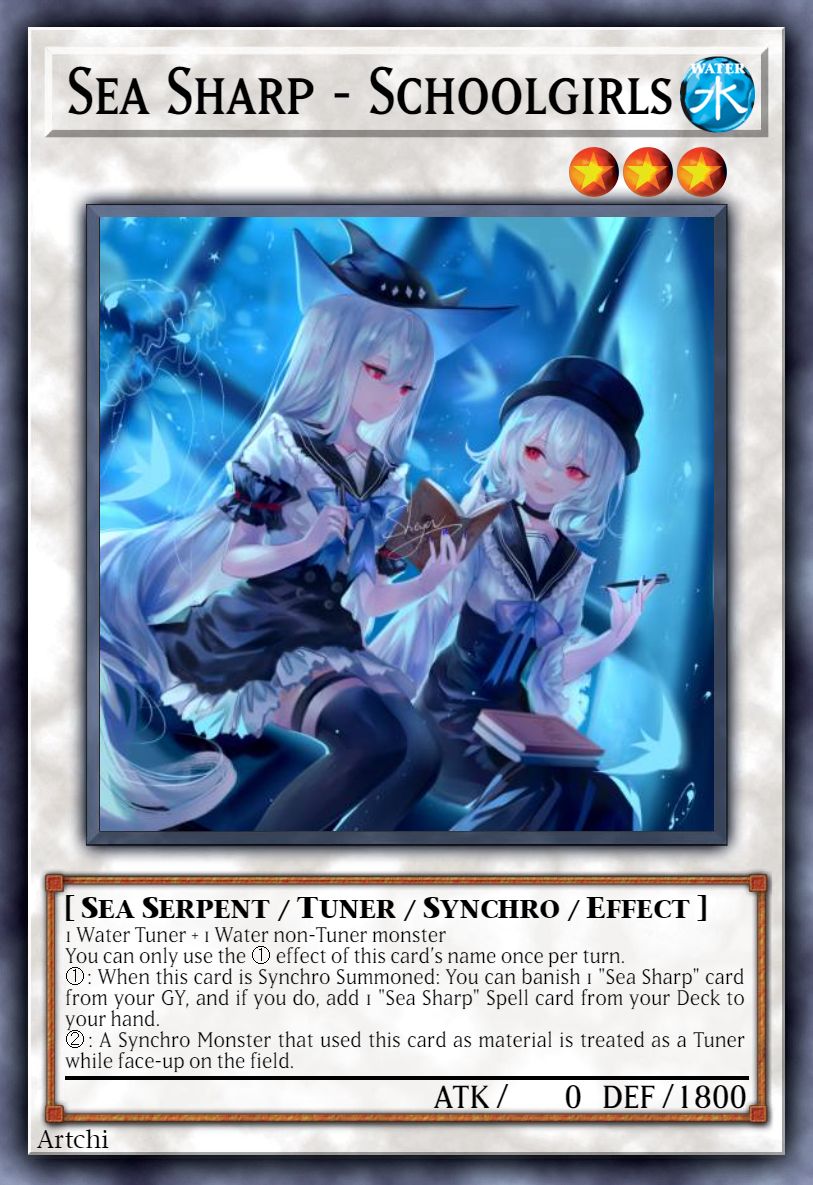 Sea Sharp - Schoolgirls
WATER
水
Sheya
[ Sea Serpent / Tuner / Synchro / Effect ]
1 Water Tuner + 1 Water non-Tuner monster
You can only use the ① effect of this card's name once per turn.
①: When this card is Synchro Summoned: You can banish 1 "Sea Sharp" card
from your GY, and if you do, add 1 "Sea Sharp" Spell card from your Deck to
your hand.
②: A Synchro Monster that used this card as material is treated as a Tuner
while face-up on the field.
ATK / 0 DEF /1800
Artchi